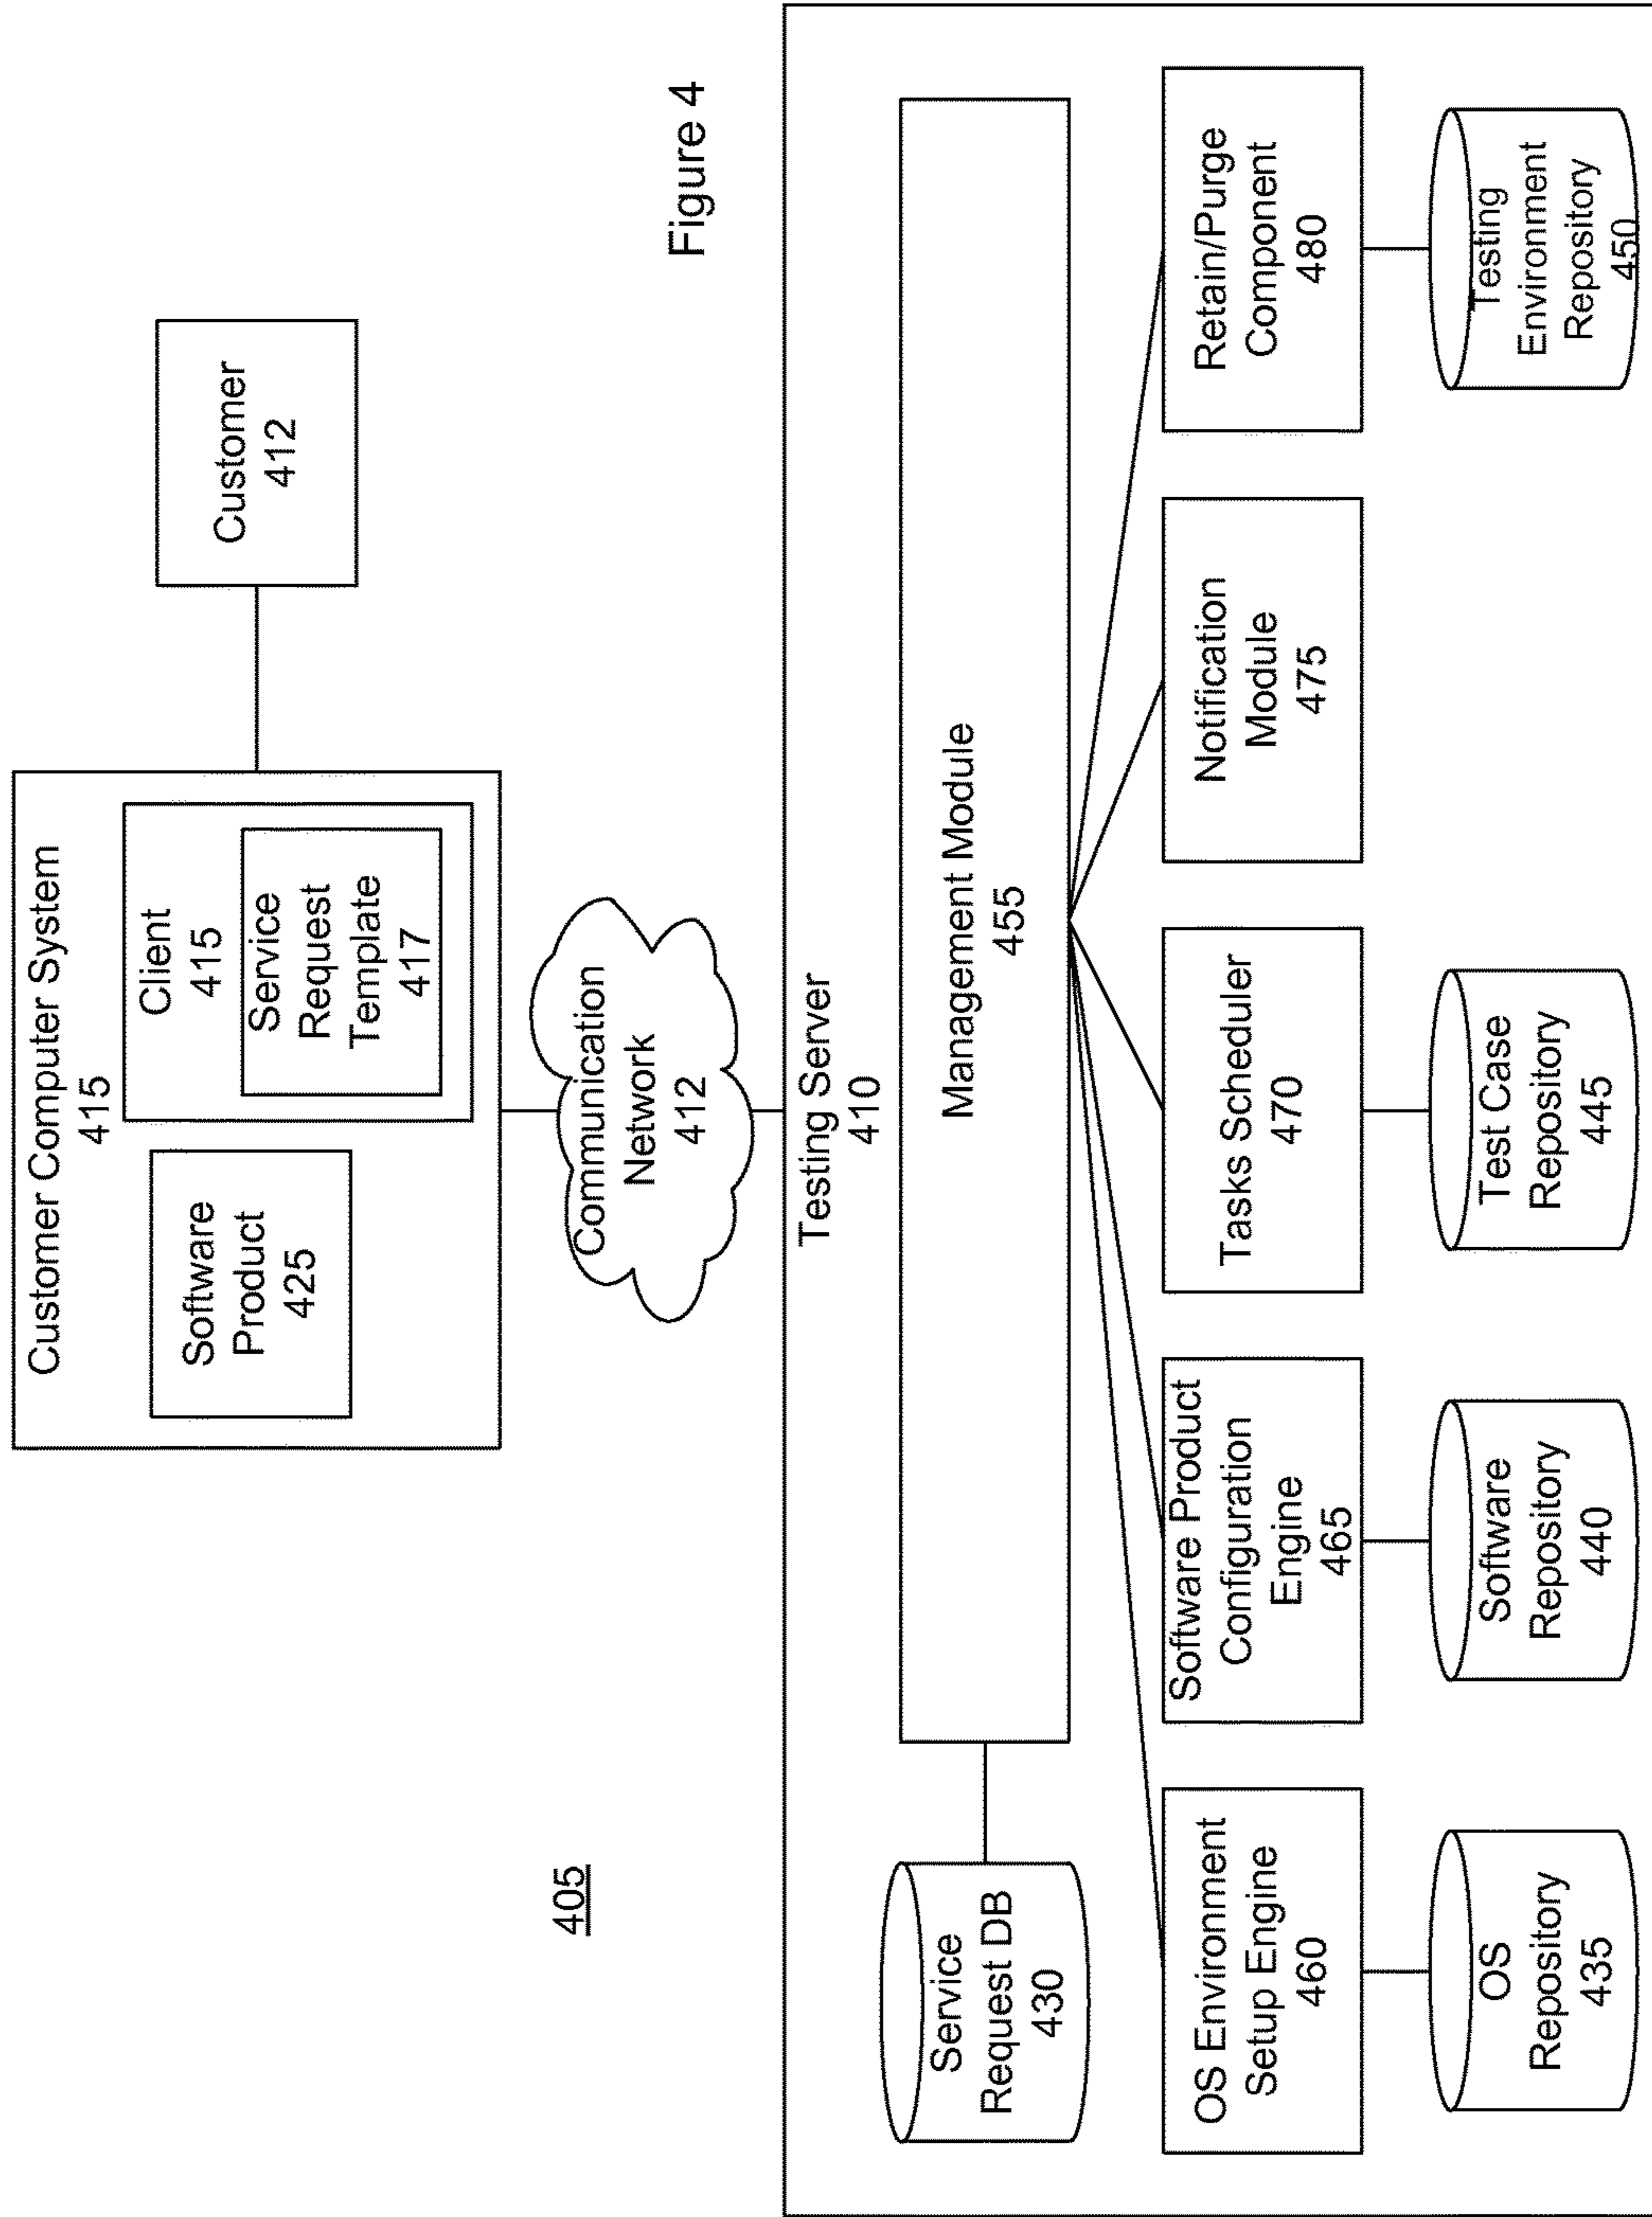 Customer Computer System
415
Software
Product
425
Client
415
Service
Request
Template
417
Customer
412
405
Communication
Network
412
Figure 4
Testing Server
410
Service
Request DB
430
Management Module
455
OS Environment
Setup Engine
460
Software Product
Configuration
Engine
465
Tasks Scheduler
470
Notification
Module
475
Retain/Purge
Component
480
OS
Repository
435
Software
Repository
440
Test Case
Repository
445
Testing
Environment
Repository
450